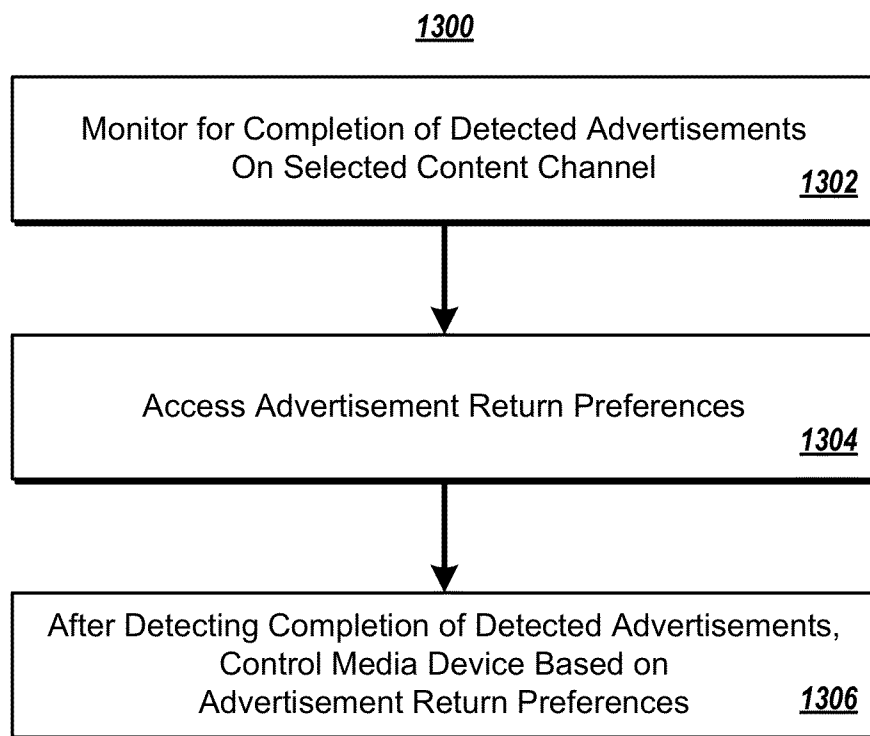 1300
Monitor for Completion of Detected Advertisements
On Selected Content Channel
1302
Access Advertisement Return Preferences
1304
After Detecting Completion of Detected Advertisements,
Control Media Device Based on
Advertisement Return Preferences
1306